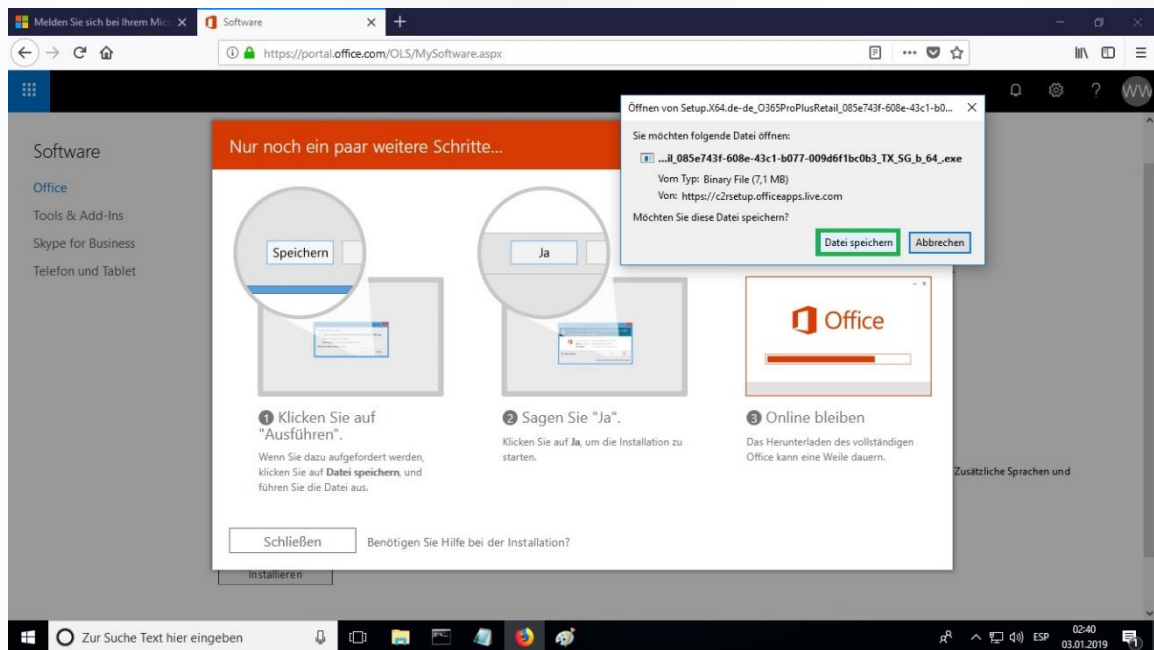 Melden Sie sich bei Ihrem Mic
Software
https://portal.office.com/OLS/MySoftware.aspx
WW
Software
Office
Tools & Add-Ins
Skype for Business
Telefon und Tablet
Nur noch ein paar weitere Schritte...
Öffnen von Setup.X64.de-de_O365ProPlusRetail_085e743f-608e-43c1-b0...
Sie möchten folgende Datei öffnen:
...il_085e743f-608e-43c1-b077-009d6f1bc0b3_TX_SG_b_64_.exe
Vom Typ: Binary File (7,1 MB)
Von: https://c2rsetup.officeapps.live.com
Möchten Sie diese Datei speichern?
Datei speichern Abbrechen
Speichern
Ja
Office
1 Klicken Sie auf
"Ausführen".
Wenn Sie dazu aufgefordert werden,
klicken Sie auf Datei speichern, und
führen Sie die Datei aus.
2 Sagen Sie "Ja".
Klicken Sie auf Ja, um die Installation zu
starten.
3 Online bleiben
Das Herunterladen des vollständigen
Office kann eine Weile dauern.
Zusätzliche Sprachen und
Schließen
Benötigen Sie Hilfe bei der Installation?
Installieren
Zur Suche Text hier eingeben
ESP
02:40
03.01.2019